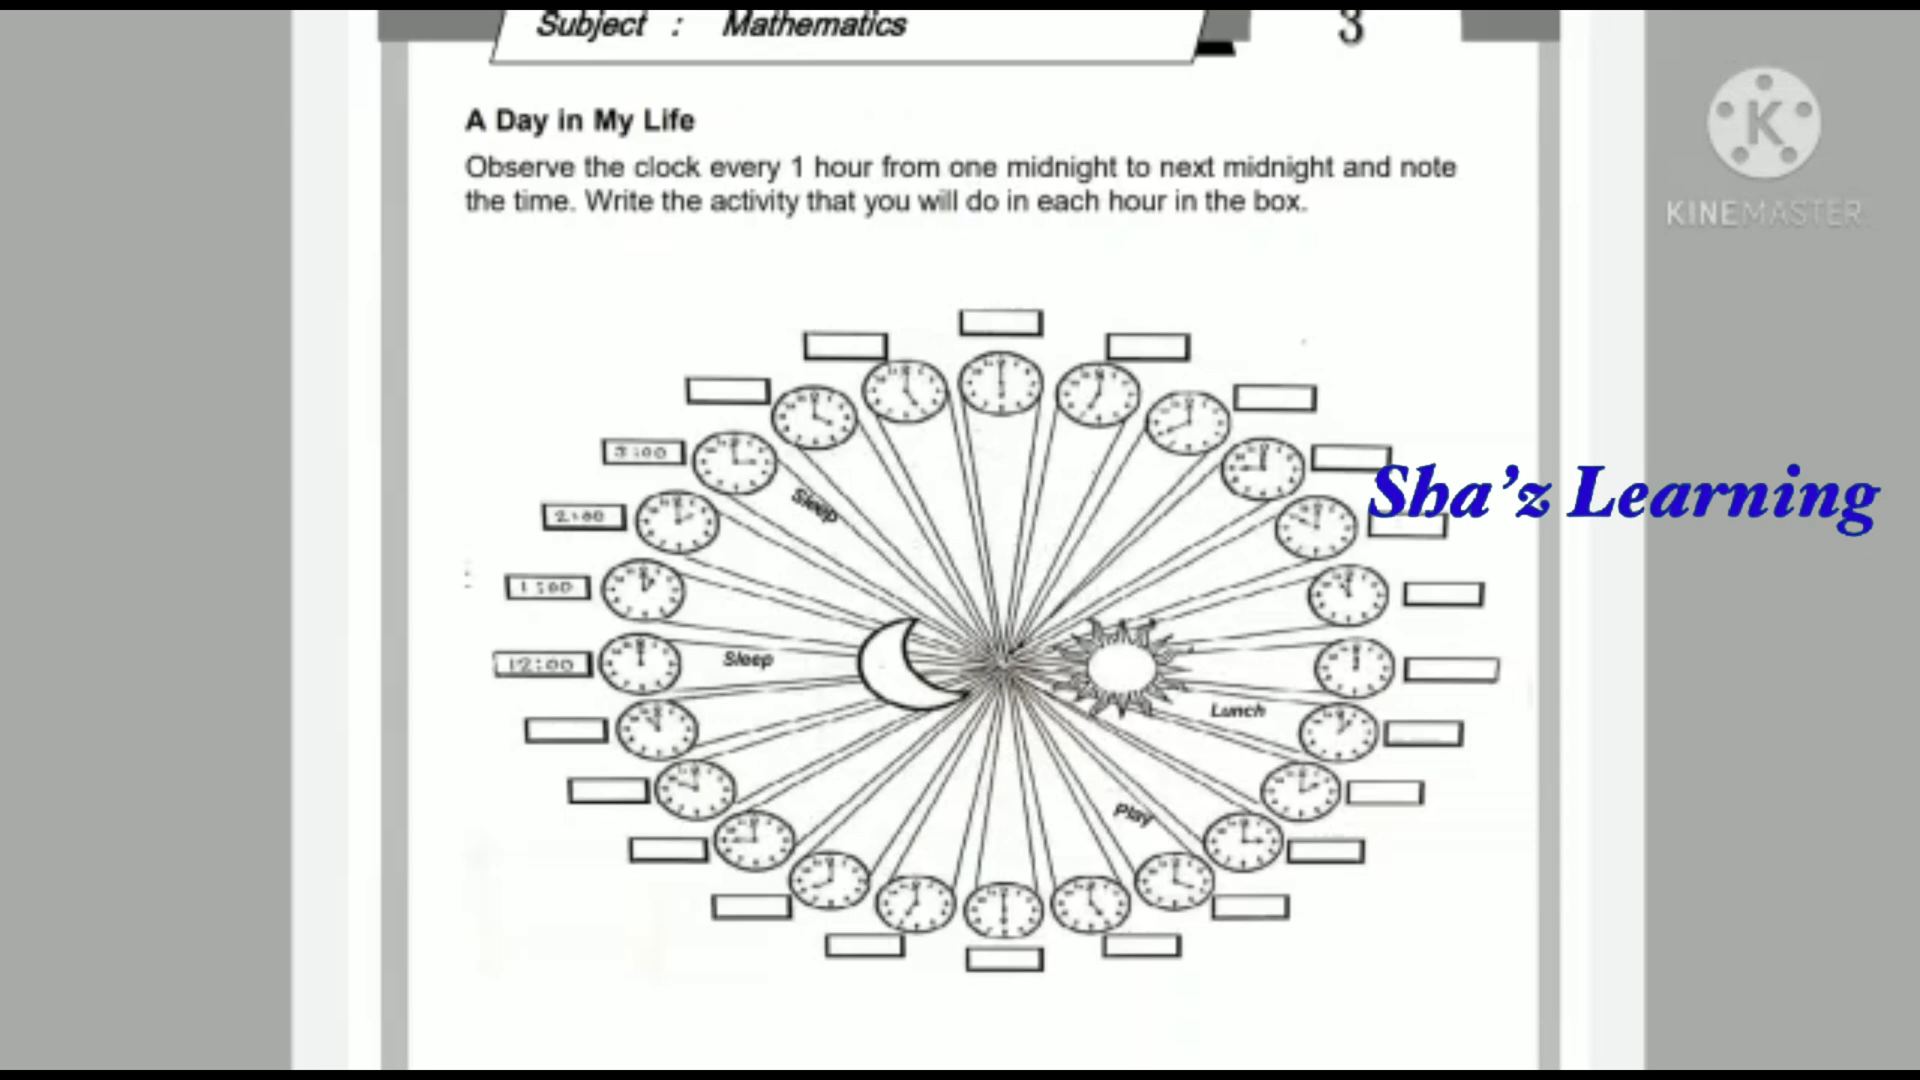 Subject : Mathematics
3
KINEMASTER
A Day in My Life
Observe the clock every 1 hour from one midnight to next midnight and note
the time. Write the activity that you will do in each hour in the box.
3:00
Sha'z Learning
Sleep
2:00
1:00
12:00
Sleep
Lunch
Play